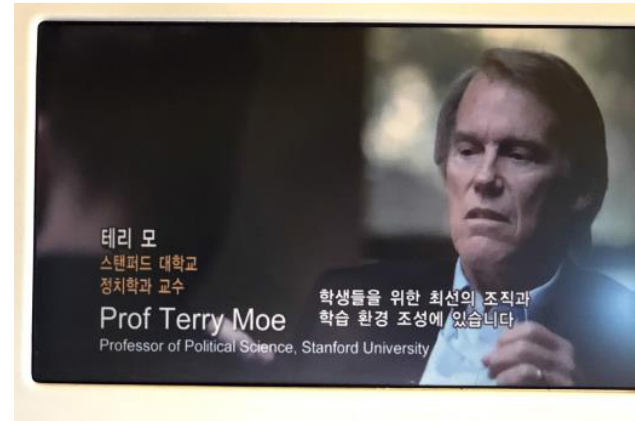 테리 모
스탠퍼드 대학교
정치학과 교수
Prof Terry Moe
Professor of Political Science, Stanford University
학생들을 위한 최선의 조직과
학습 환경 조성에 있습니다